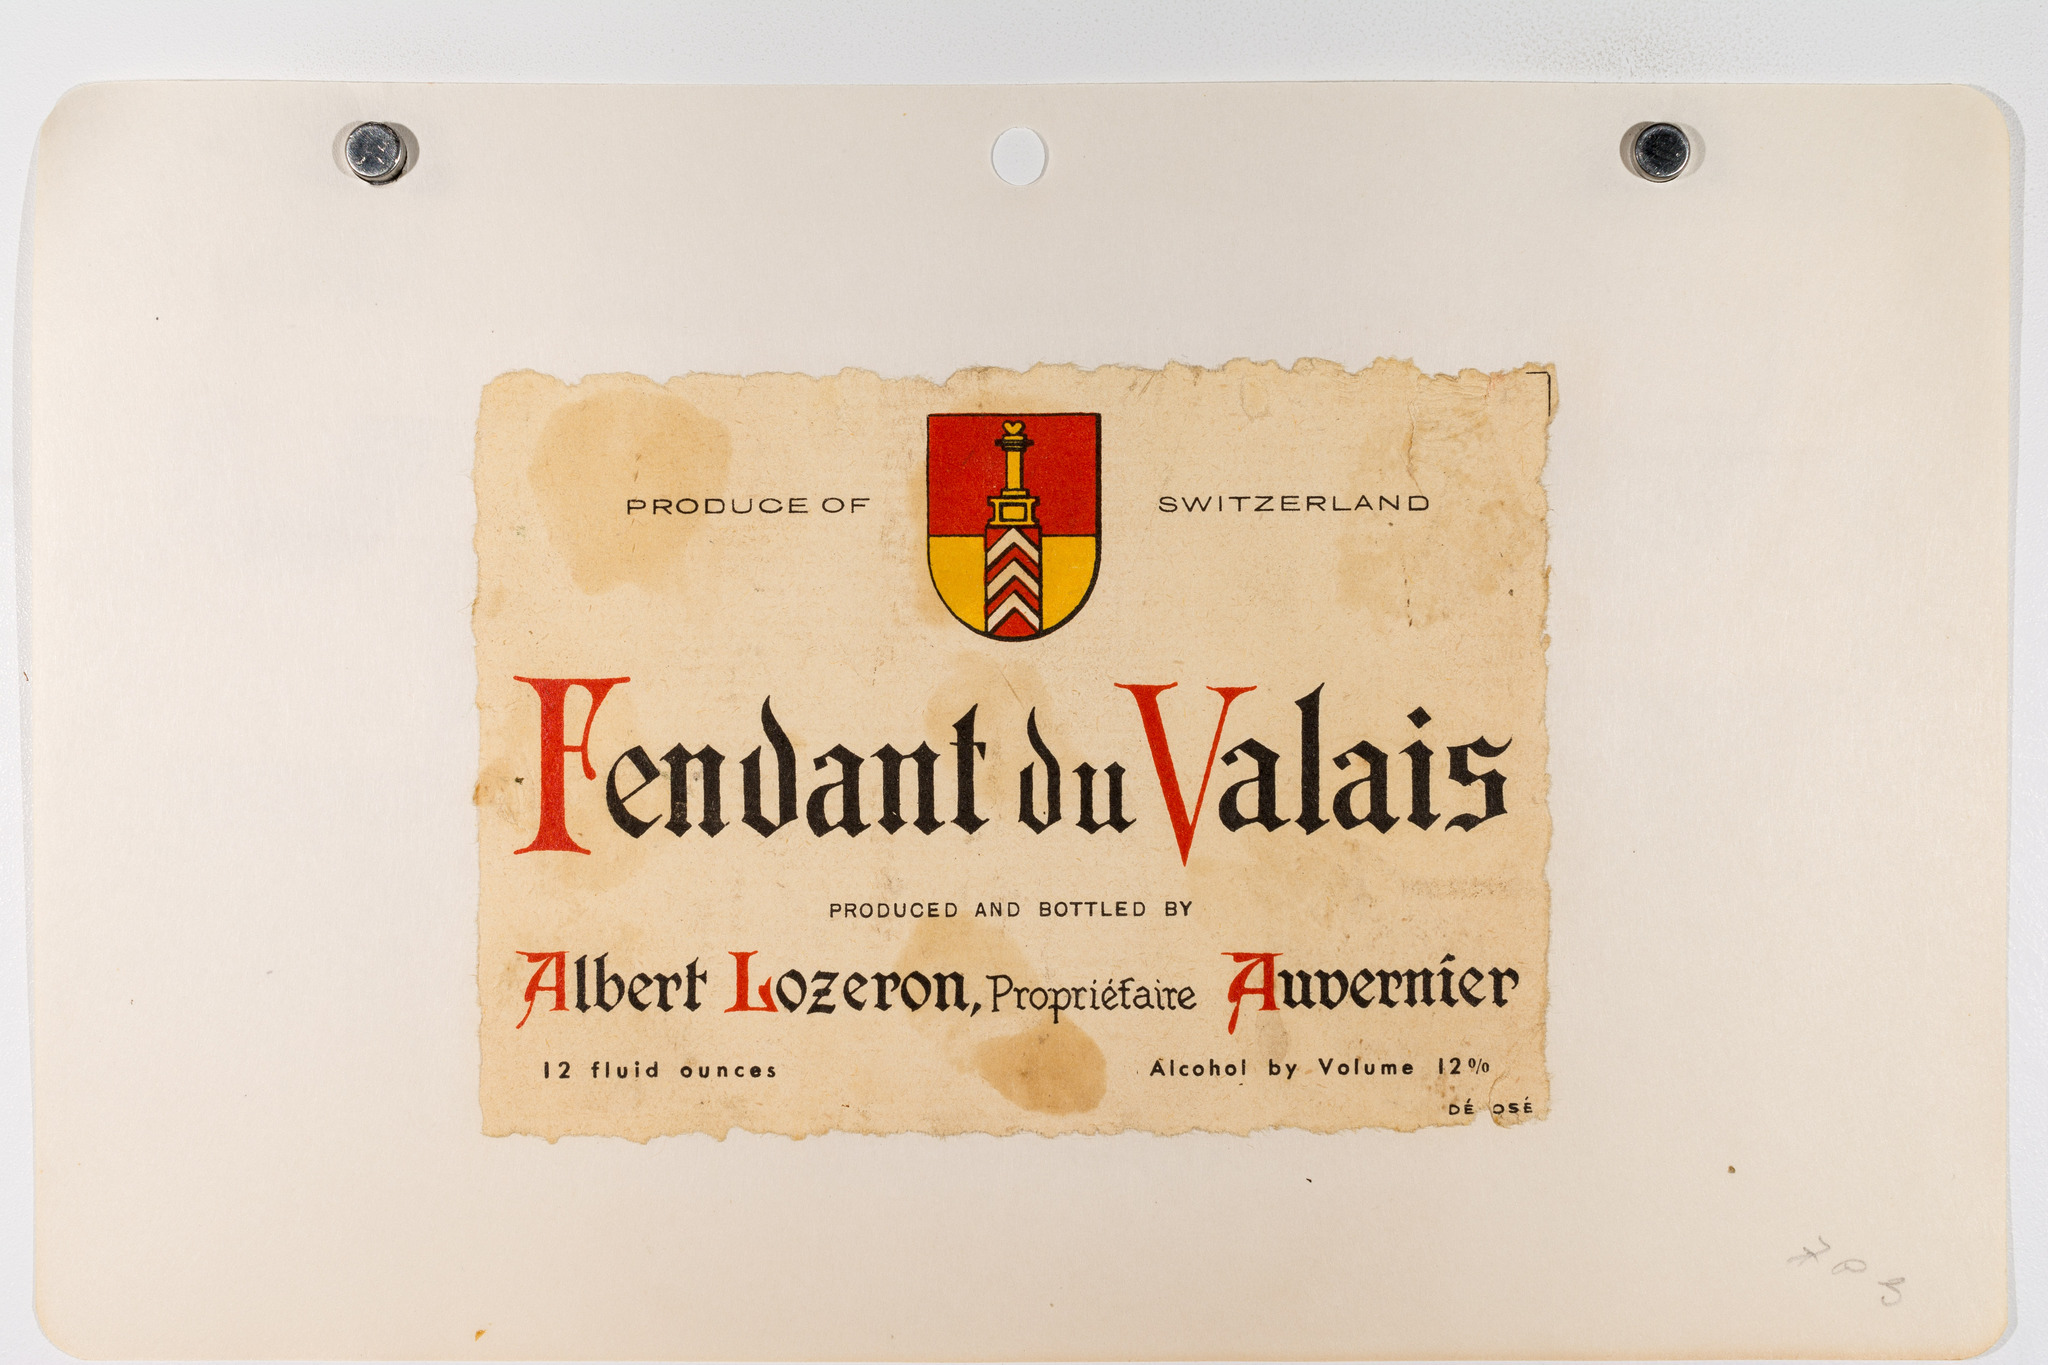 PRODUCE OF SWITZERLAND
Fendant du Valais
PRODUCED AND BOTTLED BY
Albert Lozeron, Propriétaire Auvernier
12 fluid ounces Alcohol by Volume 12%